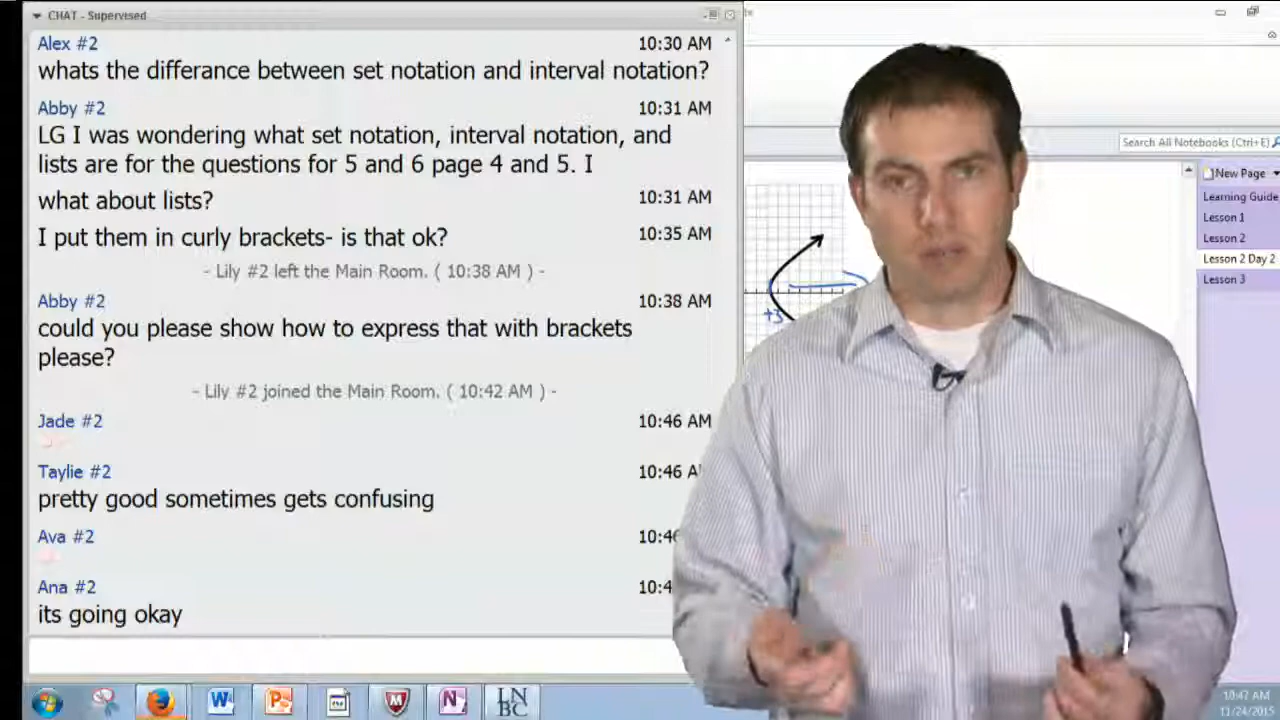 CHAT - Supervised
Alex #2 10:30 AM
whats the differance between set notation and interval notation?
Abby #2 10:31 AM
LG I was wondering what set notation, interval notation, and
lists are for the questions for 5 and 6 page 4 and 5. I
what about lists? 10:31 AM
I put them in curly brackets- is that ok? 10:35 AM
- Lily #2 left the Main Room. ( 10:38 AM ) -
Abby #2 10:38 AM
could you please show how to express that with brackets
please?
- Lily #2 joined the Main Room. ( 10:42 AM ) -
Jade #2 10:46 AM
Taylie #2 10:46
pretty good sometimes gets confusing
Ava #2
Ana #2
its going okay
Search All Notebooks (Ctrl+E)
New Page
Learning Guide
Lesson 1
Lesson 2
Lesson 2 Day 2
Lesson 3
+3
W
P
N
LN
BC
10:47 AM
11/24/2015